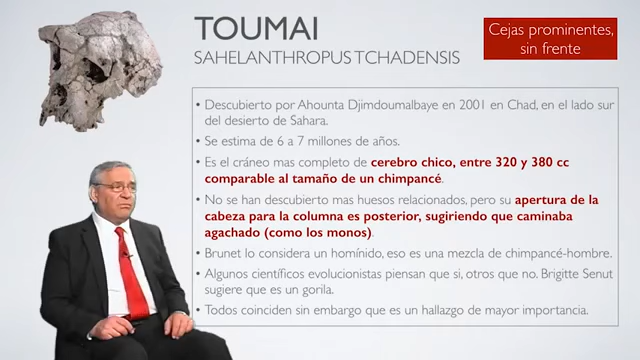 TOUMAI
SAHELANTHROPUS TCHADENSIS
Cejas prominentes,
sin frente
• Descubierto por Ahounta Djimdoumalbaye en 2001 en Chad, en el lado sur
del desierto de Sahara.
• Se estima de 6 a 7 millones de años.
• Es el cráneo mas completo de cerebro chico, entre 320 y 380 cc
comparable al tamaño de un chimpancé.
• No se han descubierto mas huesos relacionados, pero su apertura de la
cabeza para la columna es posterior, sugiriendo que caminaba
agachado (como los monos).
• Brunet lo considera un homínido, eso es una mezcla de chimpancé-hombre.
• Algunos científicos evolucionistas piensan que si, otros que no. Brigitte Senut
sugiere que es un gorila.
• Todos coinciden sin embargo que es un hallazgo de mayor importancia.